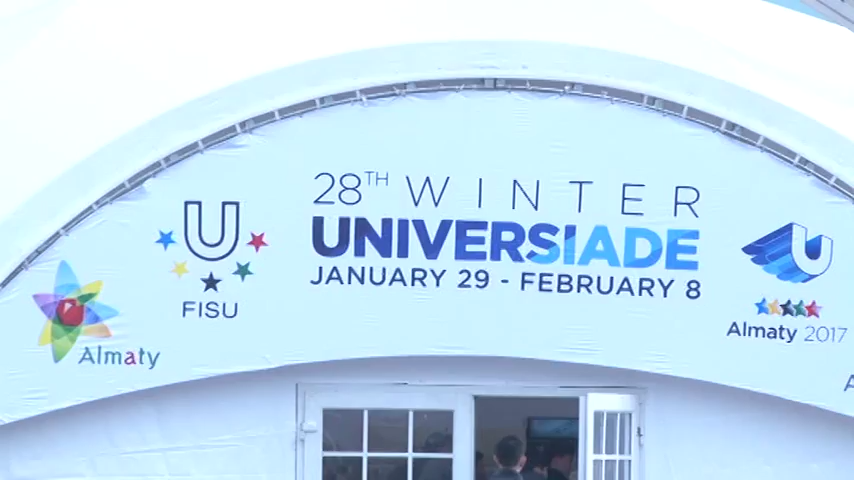 28TH WINTER
UNIVERSIADE
JANUARY 29 - FEBRUARY 8
U
FISU
Almaty
U
Almaty 2017